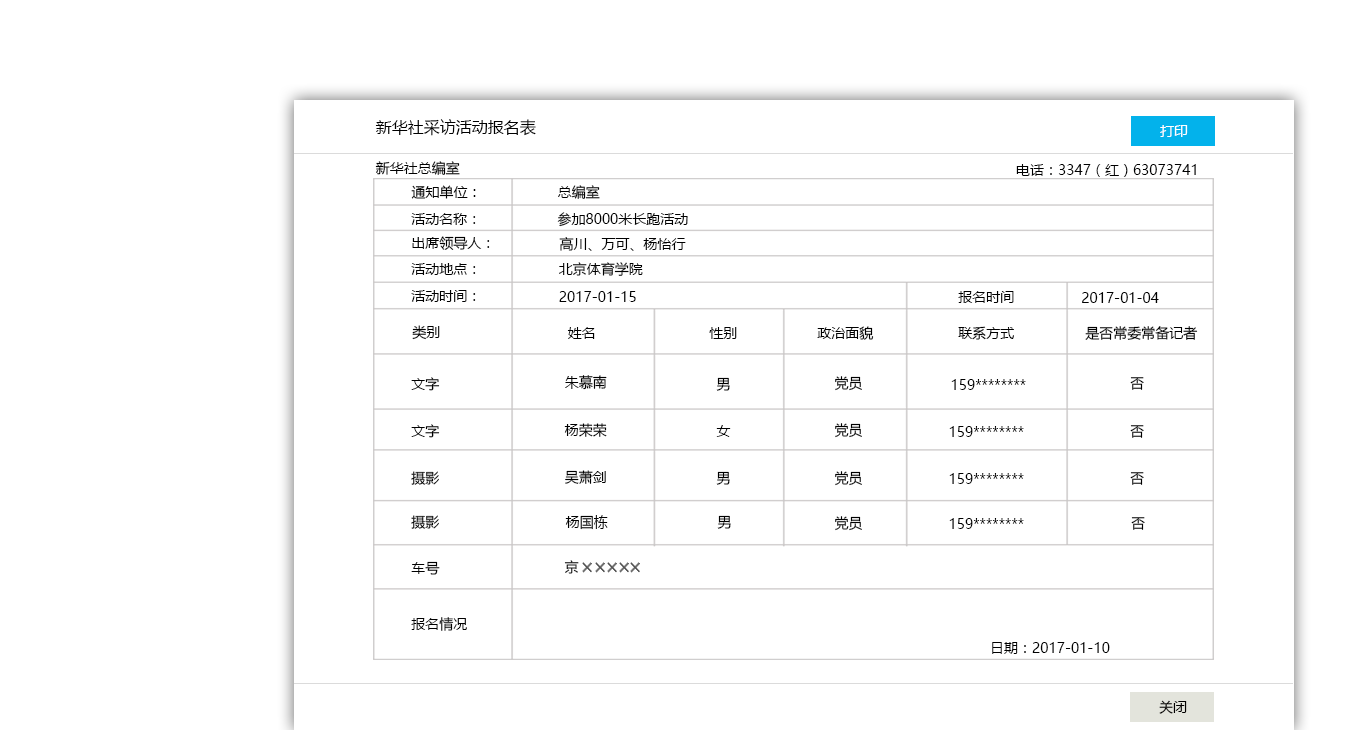 新华社采访活动报名表 打印
新华社总编室 电话：3347（红）63073741
通知单位： 总编室
活动名称： 参加8000米长跑活动
出席领导人： 高川、万可、杨怡行
活动地点： 北京体育学院
活动时间： 2017-01-15 报名时间 2017-01-04
类别 姓名 性别 政治面貌 联系方式 是否常委常备记者
文字 朱慕南 男 党员 159******** 否
文字 杨荣荣 女 党员 159******** 否
摄影 吴萧剑 男 党员 159******** 否
摄影 杨国栋 男 党员 159******** 否
车号 京×××××
报名情况
日期：2017-01-10
关闭